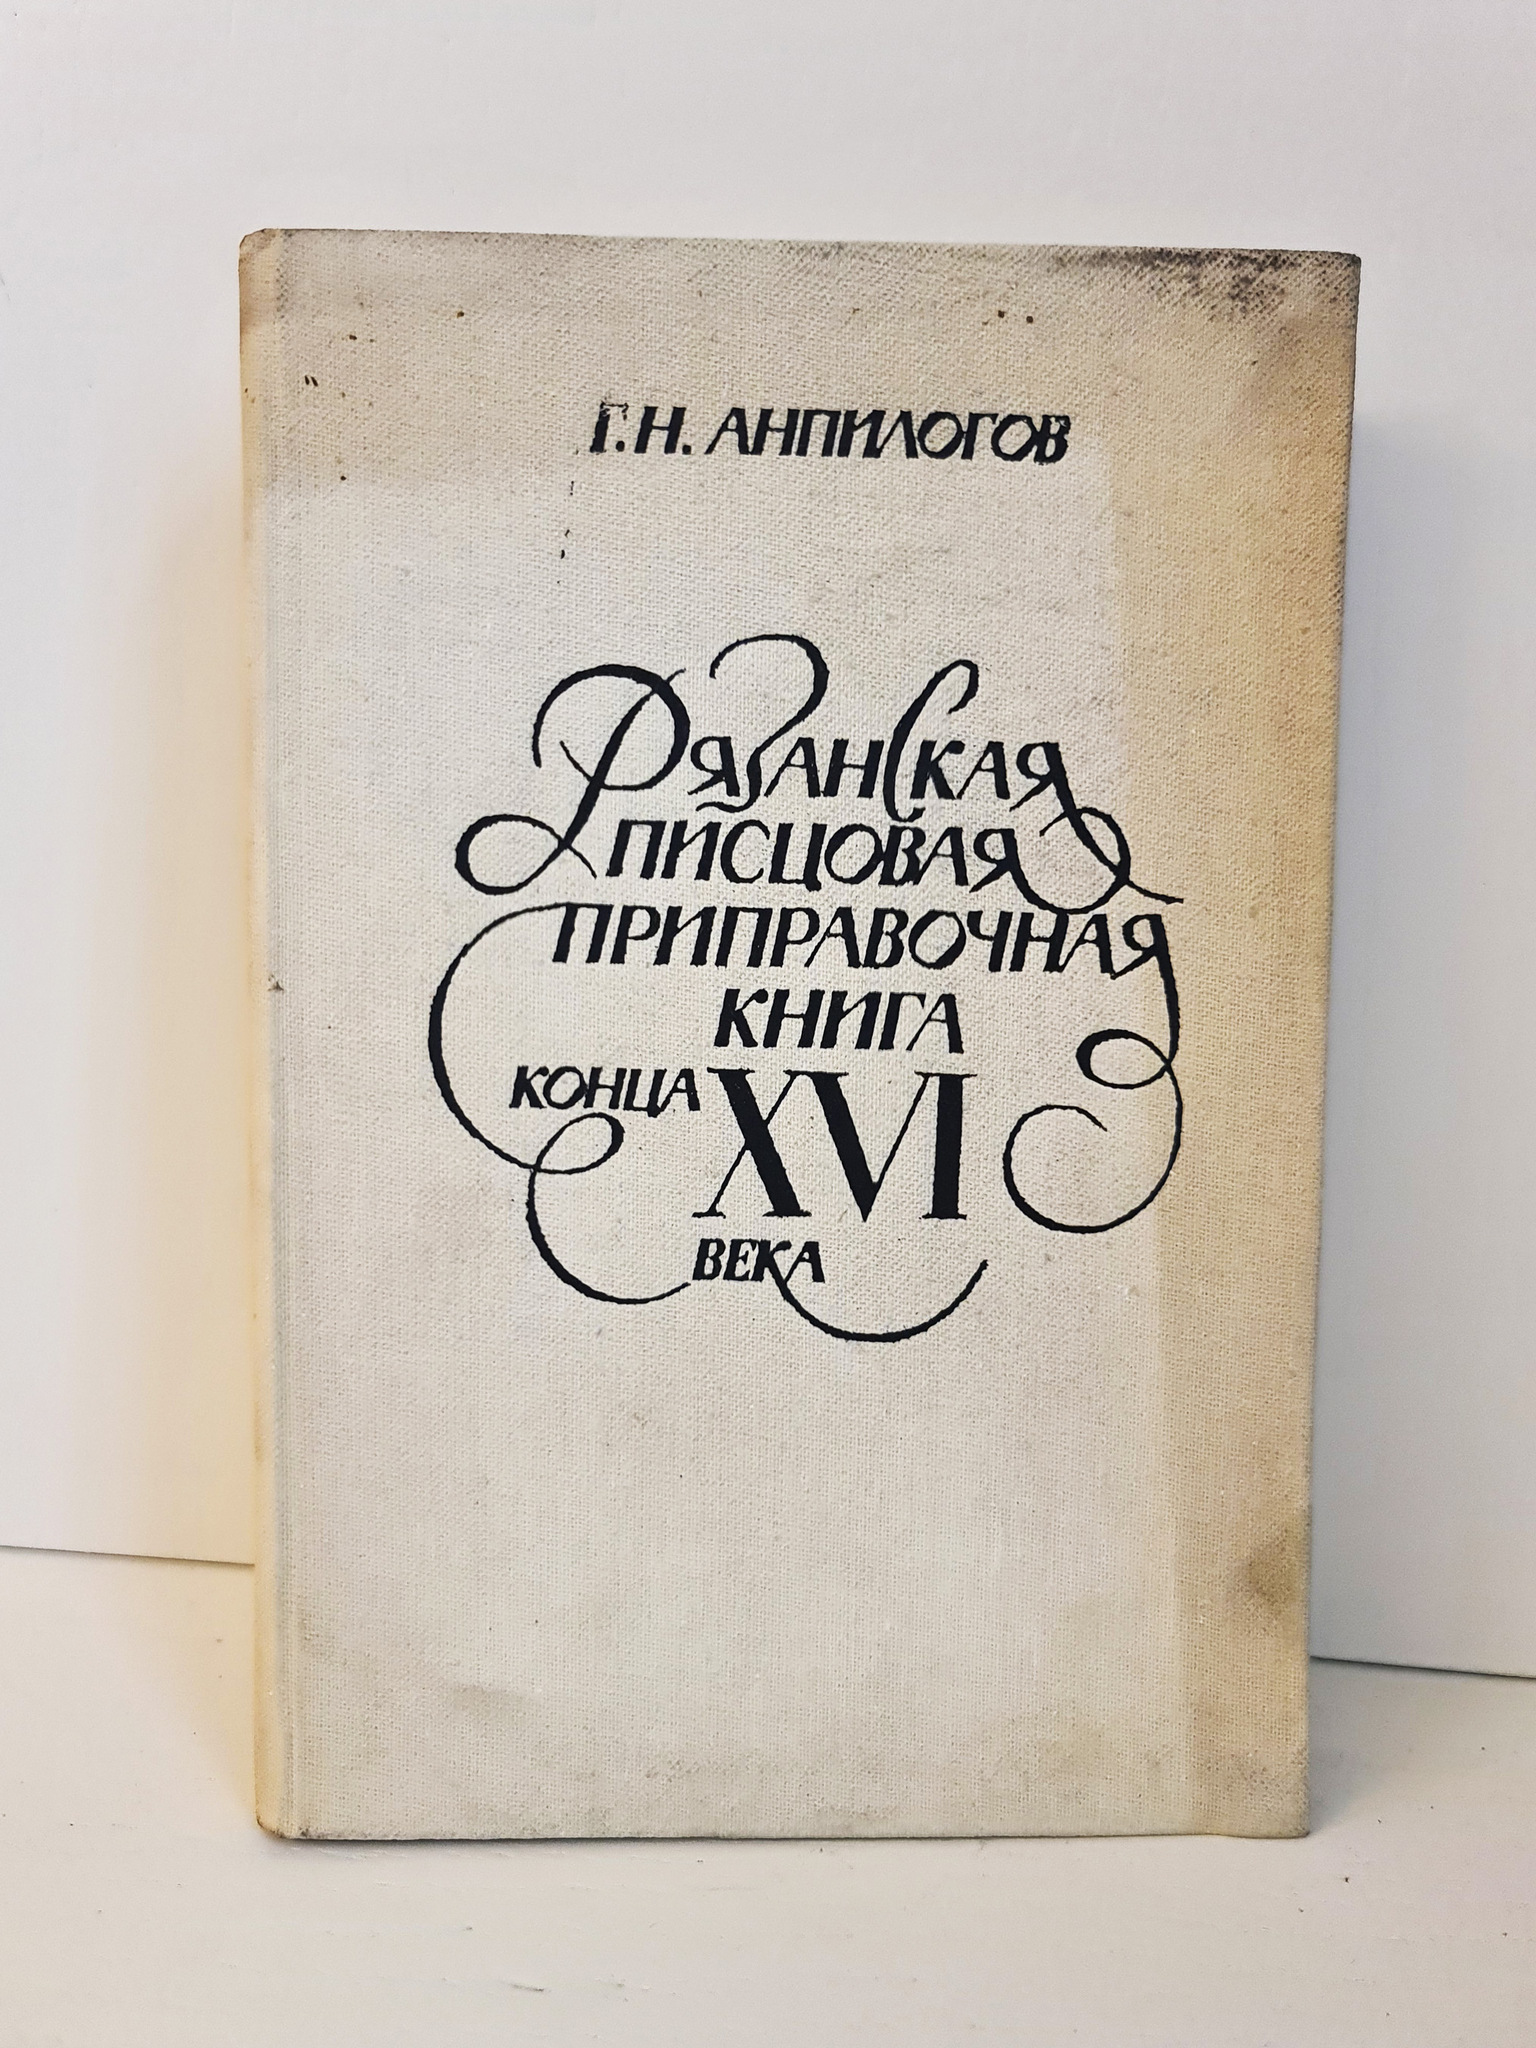 Г.Н. АНПИЛОГОВ
РЯЗАНСКАЯ
ПИСЦОВАЯ
ПРИПРАВОЧНАЯ
КНИГА
КОНЦА XVI
ВЕКА